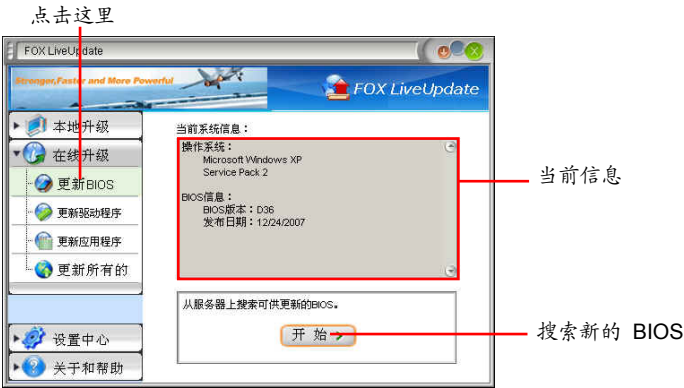 点击这里
FOX LiveUpdate
Stronger,Faster and More Powerful
FOX LiveUpdate
本地升级
在线升级
更新BIOS
更新驱动程序
更新应用程序
更新所有的
设置中心
关于和帮助
当前系统信息：
操作系统：
Microsoft Windows XP
Service Pack 2
BIOS信息：
BIOS版本：D36
发布日期：12/24/2007
当前信息
从服务器上搜索可供更新的BIOS。
开 始
搜索新的 BIOS